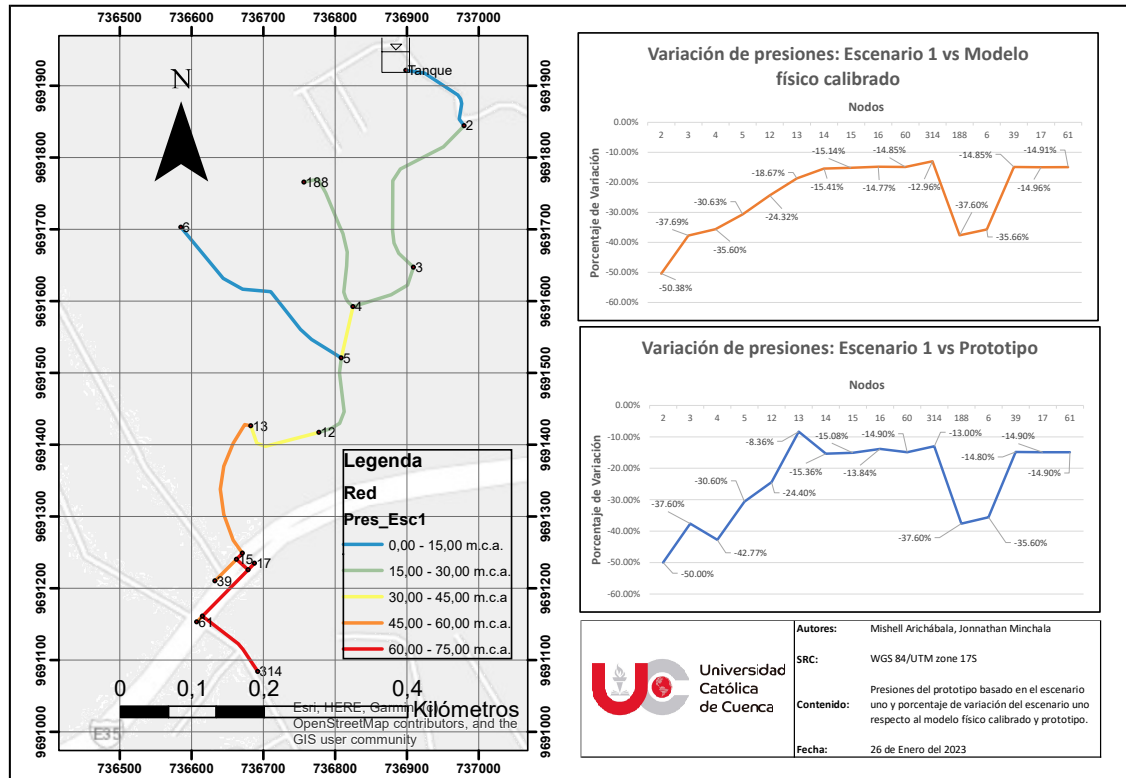 736500 736600 736700 736800 736900 737000
9691900
9691800
9691700
9691600
9691500
9691400
9691300
9691200
9691100
9691000
N
Tanque
2
188
6
3
4
5
13
12
15
17
39
61
314
Legenda
Red
Pres_Esc1
0,00 - 15,00 m.c.a.
15,00 - 30,00 m.c.a.
30,00 - 45,00 m.c.a.
45,00 - 60,00 m.c.a.
60,00 - 75,00 m.c.a.
0 0,1 0,2 0,4
Kilómetros
Esri, HERE, Garmin, (c)
OpenStreetMap contributors, and the
GIS user community
E35
9691900
9691800
9691700
9691600
9691500
9691400
9691300
9691200
9691100
9691000
736500 736600 736700 736800 736900 737000
Variación de presiones: Escenario 1 vs Modelo
físico calibrado
Nodos
2 3 4 5 12 13 14 15 16 60 314 188 6 39 17 61
Porcentaje de Variación
0.00%
-10.00%
-20.00%
-30.00%
-40.00%
-50.00%
-60.00%
-50.38%
-37.69%
-35.60%
-30.63%
-24.32%
-18.67%
-15.41%
-15.14%
-14.77%
-14.85%
-12.96%
-37.60%
-35.66%
-14.85%
-14.96%
-14.91%
Variación de presiones: Escenario 1 vs Prototipo
Nodos
2 3 4 5 12 13 14 15 16 60 314 188 6 39 17 61
Porcentaje de Variación
0.00%
-10.00%
-20.00%
-30.00%
-40.00%
-50.00%
-60.00%
-50.00%
-37.60%
-42.77%
-30.60%
-24.40%
-8.36%
-15.36%
-15.08%
-13.84%
-14.90%
-13.00%
-37.60%
-35.60%
-14.80%
-14.90%
-14.90%
UC
Universidad
Católica
de Cuenca
Autores: Mishell Arichábala, Jonnathan Minchala
SRC: WGS 84/UTM zone 17S
Contenido: Presiones del prototipo basado en el escenario
uno y porcentaje de variación del escenario uno
respecto al modelo físico calibrado y prototipo.
Fecha: 26 de Enero del 2023